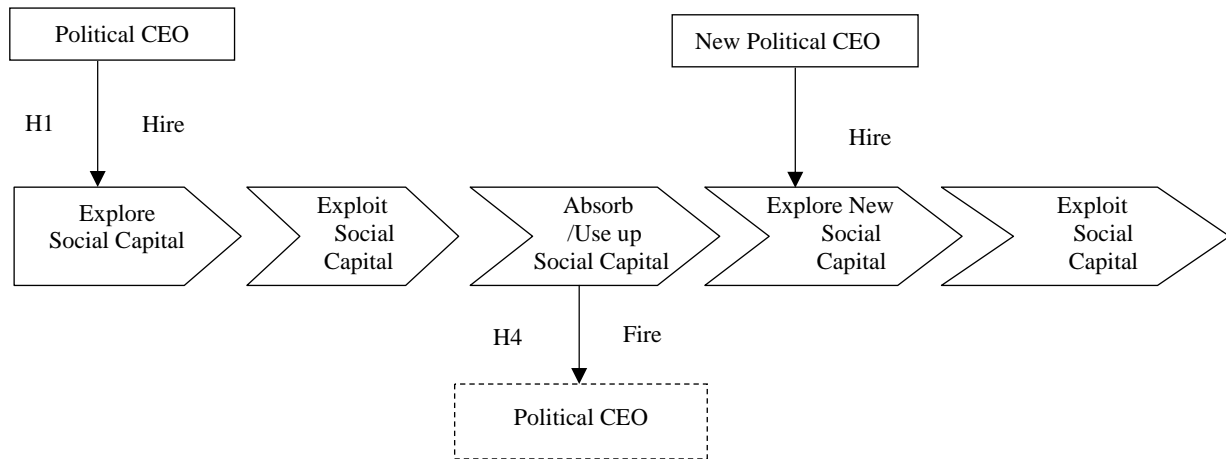 Political CEO
New Political CEO
H1
Hire
Hire
Explore
Social Capital
Exploit
Social
Capital
Absorb
/Use up
Social Capital
Explore New
Social
Capital
Exploit
Social
Capital
H4
Fire
Political CEO